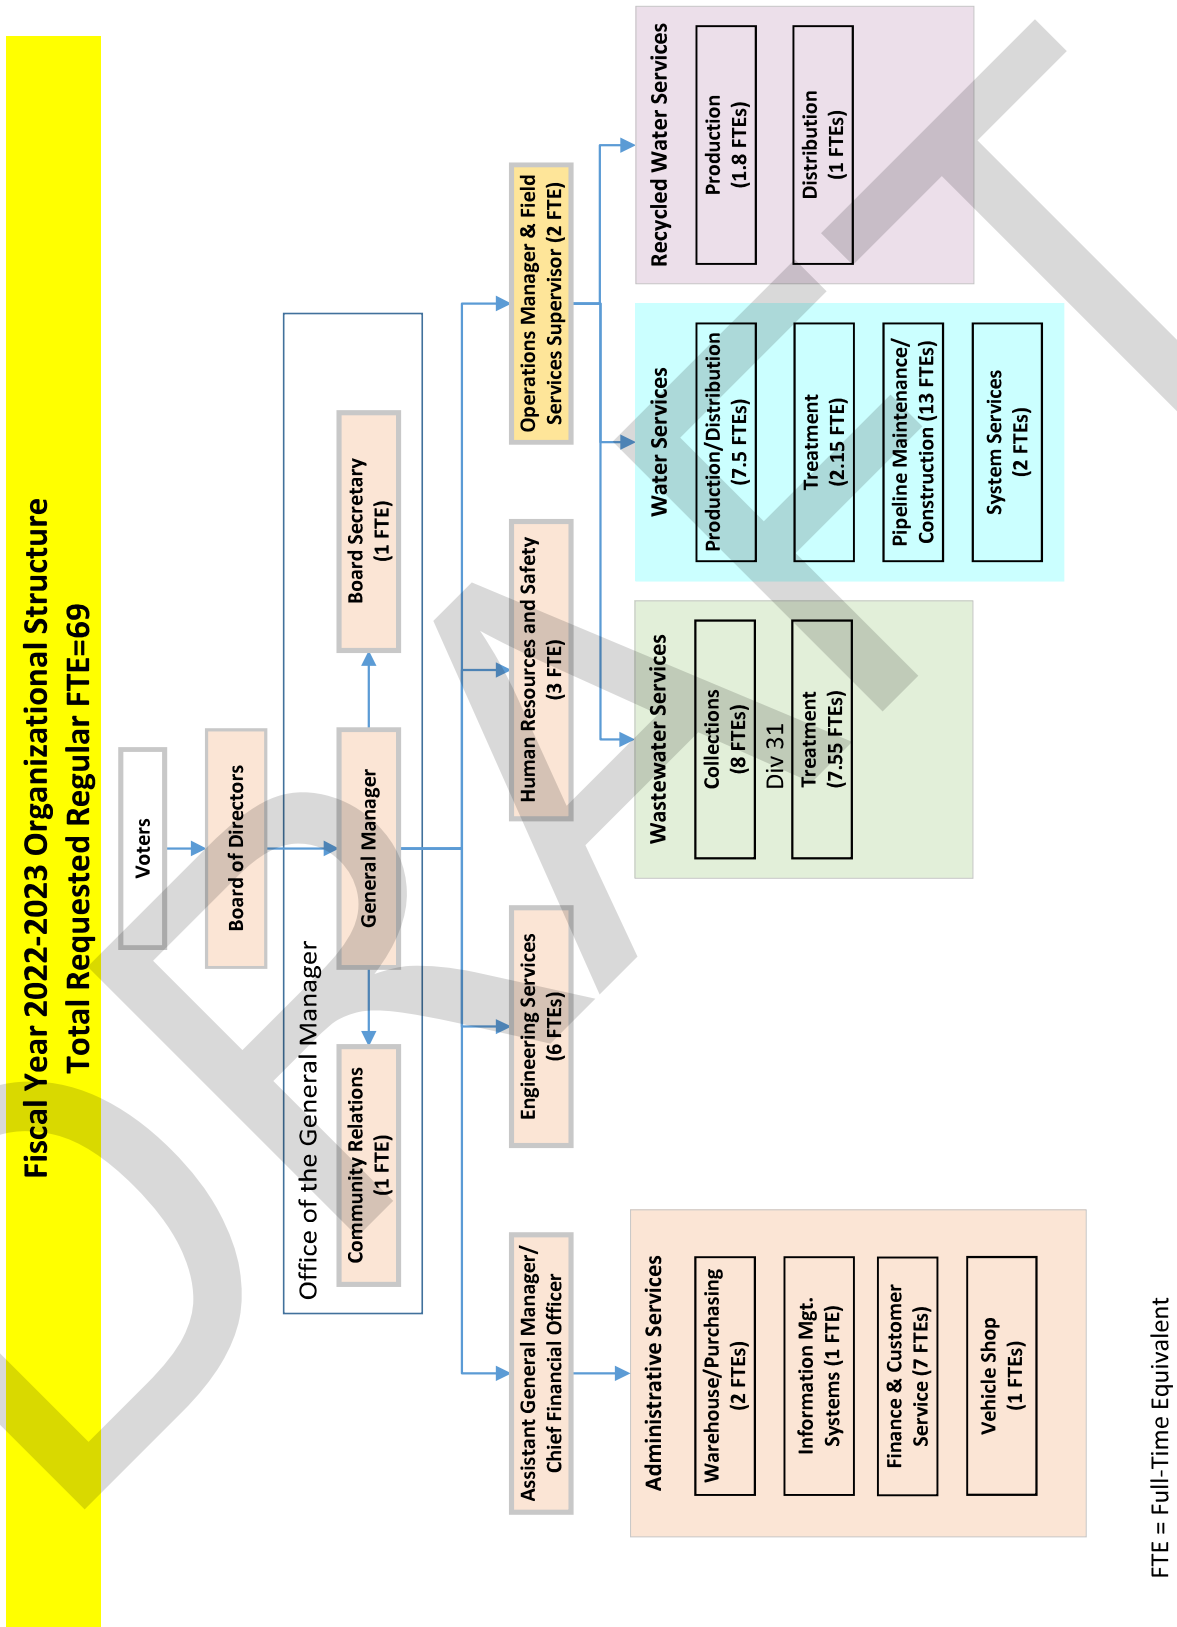 Fiscal Year 2022-2023 Organizational Structure
Total Requested Regular FTE=69
Voters
Board of Directors
Office of the General Manager
Community Relations
(1 FTE)
General Manager
Board Secretary
(1 FTE)
Assistant General Manager/
Chief Financial Officer
Engineering Services
(6 FTEs)
Human Resources and Safety
(3 FTE)
Operations Manager & Field
Services Supervisor (2 FTE)
Administrative Services
Warehouse/Purchasing
(2 FTEs)
Information Mgt.
Systems (1 FTE)
Finance & Customer
Service (7 FTEs)
Vehicle Shop
(1 FTEs)
Wastewater Services
Collections
(8 FTEs)
Div 31
Treatment
(7.55 FTEs)
Water Services
Production/Distribution
(7.5 FTEs)
Treatment
(2.15 FTE)
Pipeline Maintenance/
Construction (13 FTEs)
System Services
(2 FTEs)
Recycled Water Services
Production
(1.8 FTEs)
Distribution
(1 FTEs)
FTE = Full-Time Equivalent
DRAFT